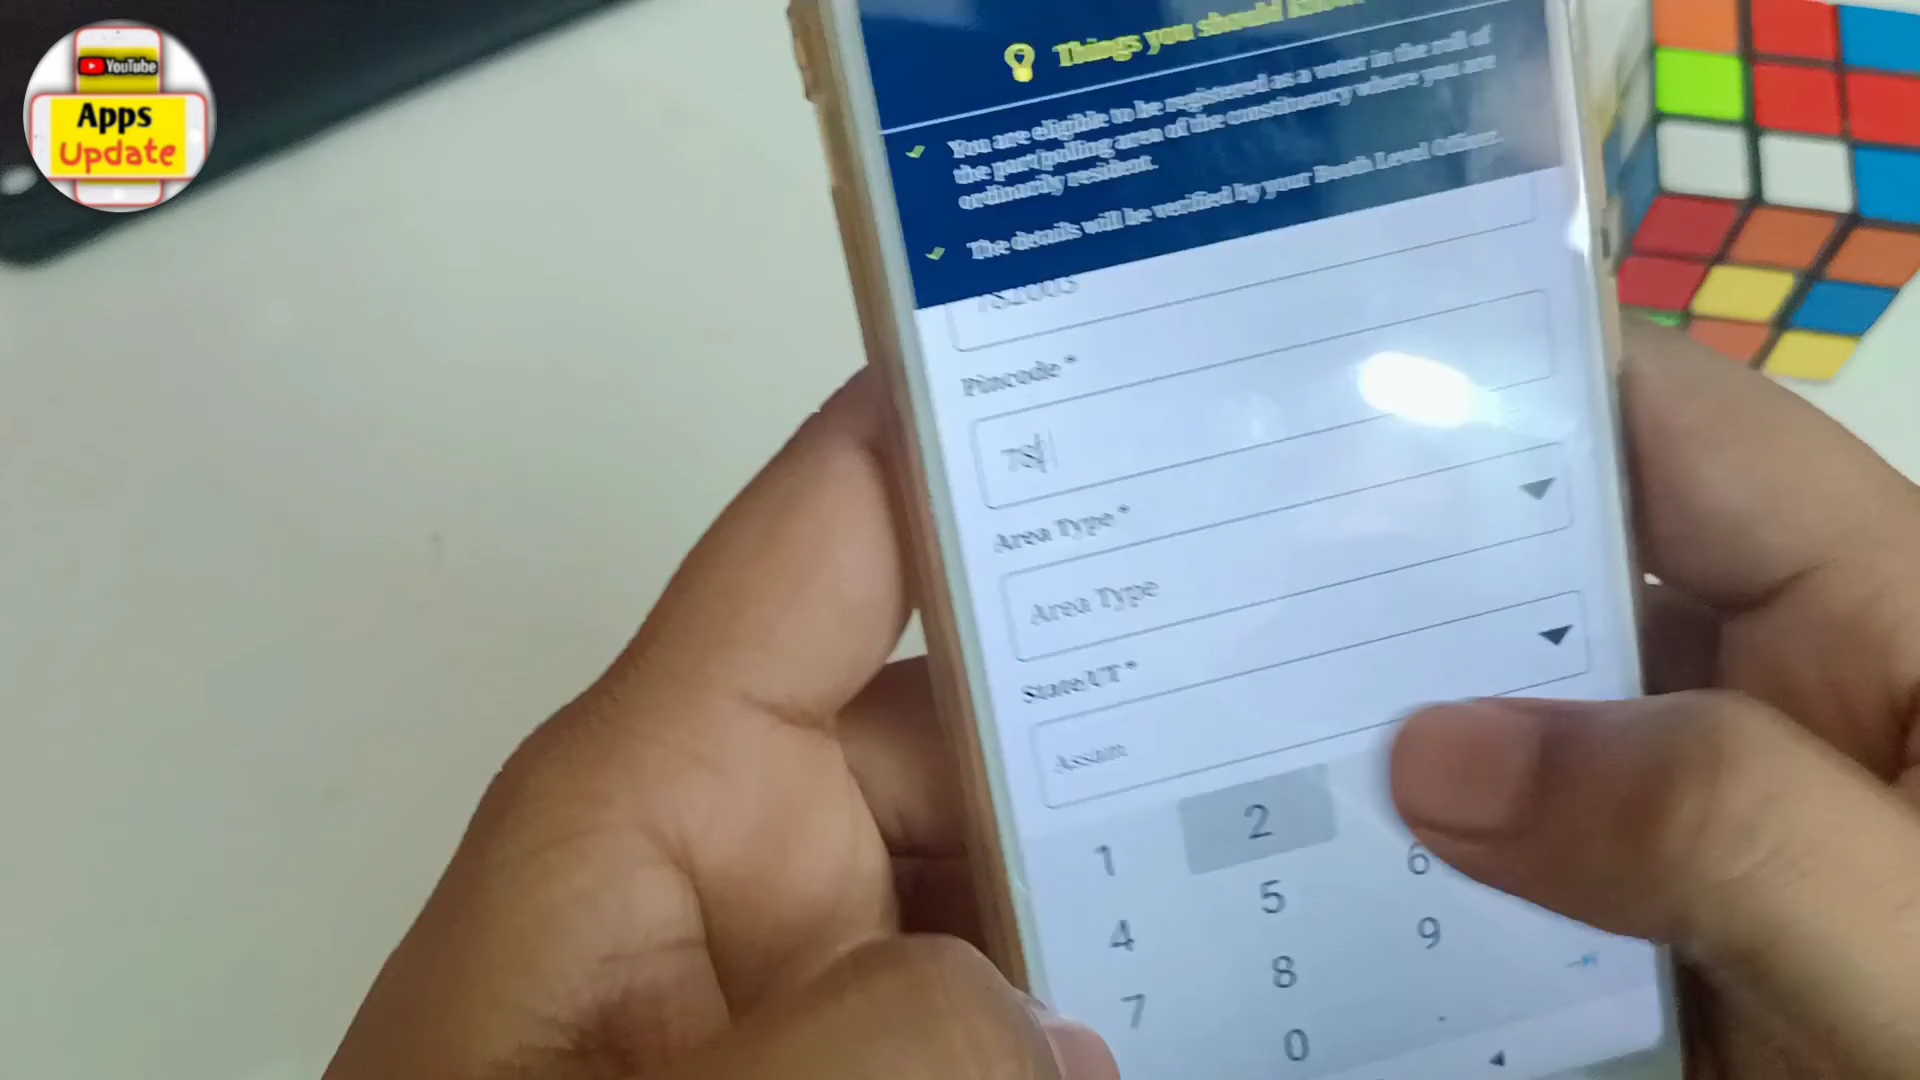 YouTube
Apps
Update
Things you should know
You are eligible to be registered as a voter in the roll of
the part/polling area of the constituency where you are
ordinarily resident.
The details will be verified by your Booth Level Officer.
782003
Pincode *
78
Area Type *
Area Type
State/UT *
Assam
1 2
4 5 6
7 8 9
0 .